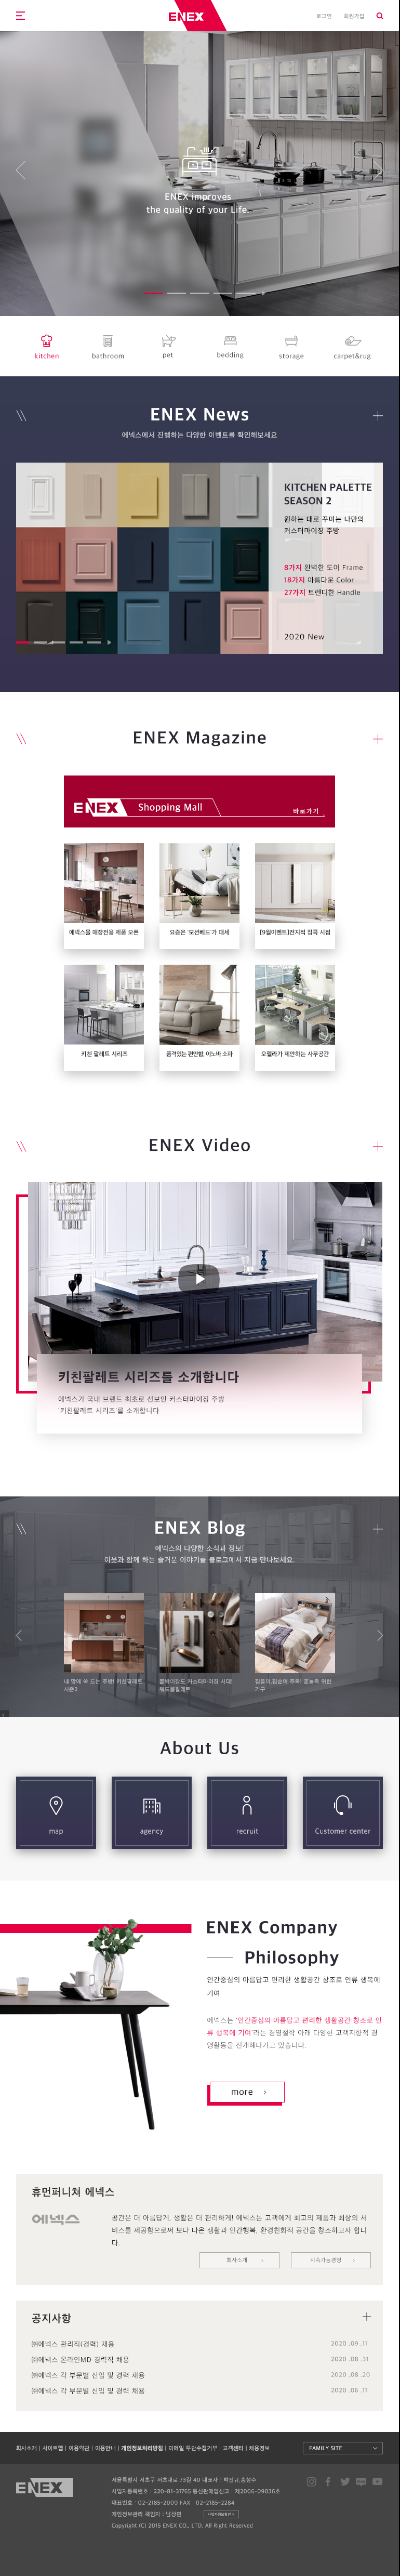 ENEX
로그인 회원가입
ENEX improves
the quality of your Life.
kitchen bathroom pet bedding storage carpet&rug
ENEX News
에넥스에서 진행하는 다양한 이벤트를 확인해보세요
KITCHEN PALETTE
SEASON 2
원하는 대로 꾸미는 나만의
커스터마이징 주방
8가지 완벽한 도어 Frame
18가지 아름다운 Color
27가지 트렌디한 Handle
2020 New
ENEX Magazine
ENEX Shopping Mall 바로가기
에넥스몰 매장전용 제품 오픈
요즘은 '모션베드'가 대세
[9월이벤트]전지적 집콕 시점
키친 팔레트 시리즈
품격있는 편안함, 이노바 소파
오펠라가 제안하는 사무공간
ENEX Video
키친팔레트 시리즈를 소개합니다
에넥스가 국내 브랜드 최초로 선보인 커스터마이징 주방
'키친팔레트 시리즈'를 소개합니다
ENEX Blog
에넥스의 다양한 소식과 정보!
이웃과 함께 하는 즐거운 이야기를 블로그에서 지금 만나보세요.
내 맘에 쏙 드는 주방! 키친팔레트
시즌2
가구
About Us
map agency recruit Customer center
ENEX Company
Philosophy
인간중심의 아름답고 편리한 생활공간 창조로 인류 행복에
기여
에넥스는 '인간중심의 아름답고 편리한 생활공간 창조로 인
류 행복에 기여'라는 경영철학 아래 다양한 고객지향적 경
영활동을 전개해나가고 있습니다.
more
휴먼퍼니처 에넥스
에넥스
공간은 더 아름답게, 생활은 더 편리하게! 에넥스는 고객에게 최고의 제품과 최상의 서
비스를 제공함으로써 보다 나은 생활과 인간행복, 환경친화적 공간을 창조하고자 합니
다.
회사소개 지속가능경영
공지사항
㈜에넥스 관리직(경력) 채용 2020 .09 .11
㈜에넥스 온라인MD 경력직 채용 2020 .08 .31
㈜에넥스 각 부문별 신입 및 경력 채용 2020 .08 .20
㈜에넥스 각 부문별 신입 및 경력 채용 2020 .06 .11
회사소개 | 사이트맵 | 이용약관 | 이용안내 | 개인정보처리방침 | 이메일 무단수집거부 | 고객센터 | 채용정보
FAMILY SITE
ENEX
서울특별시 서초구 서초대로 73길 40 대표자 : 박진규,송상수
사업자등록번호 : 220-81-31765 통신판매업신고 : 제2006-09036호
대표번호 : 02-2185-2000 FAX : 02-2185-2284
개인정보관리 책임자 : 남상민
Copyright (C) 2015 ENEX CO., LTD. All Right Reserved